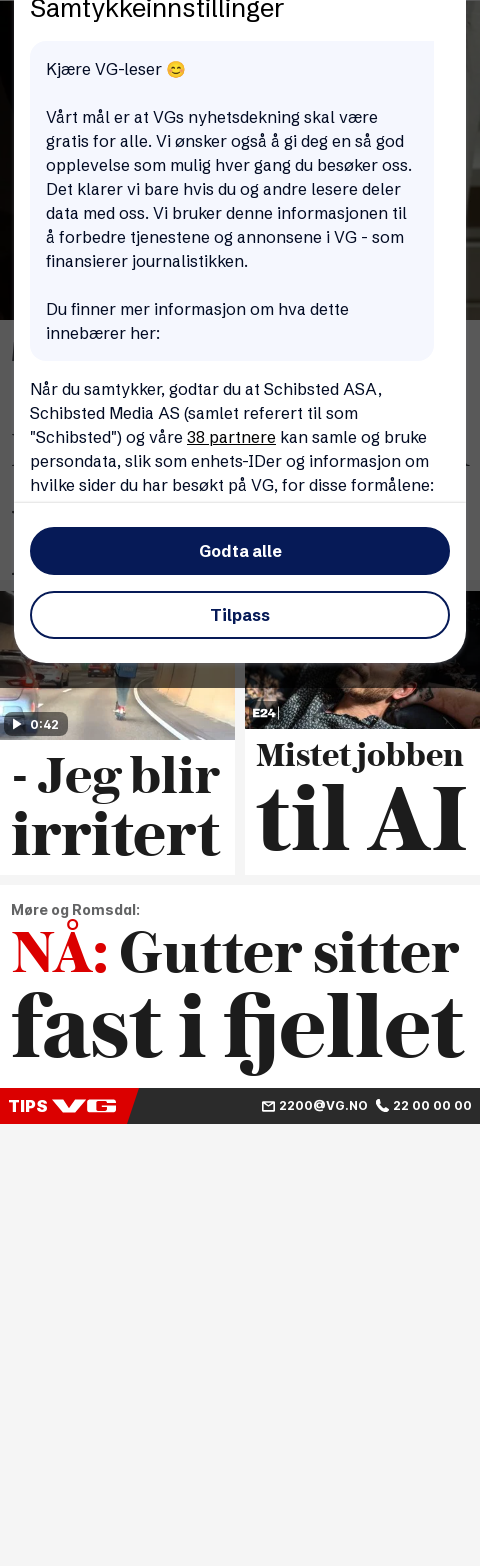 Samtykkeinnstillinger
Kjære VG-leser 😊
Vårt mål er at VGs nyhetsdekning skal være
gratis for alle. Vi ønsker også å gi deg en så god
opplevelse som mulig hver gang du besøker oss.
Det klarer vi bare hvis du og andre lesere deler
data med oss. Vi bruker denne informasjonen til
å forbedre tjenestene og annonsene i VG - som
finansierer journalistikken.
Du finner mer informasjon om hva dette
innebærer her:
Når du samtykker, godtar du at Schibsted ASA,
Schibsted Media AS (samlet referert til som
"Schibsted") og våre 38 partnere kan samle og bruke
persondata, slik som enhets-IDer og informasjon om
hvilke sider du har besøkt på VG, for disse formålene:
Godta alle
Tilpass
0:42
- Jeg blir
irritert
E24
Mistet jobben
til AI
Møre og Romsdal:
NÅ: Gutter sitter
fast i fjellet
TIPS VG 2200@VG.NO 22 00 00 00